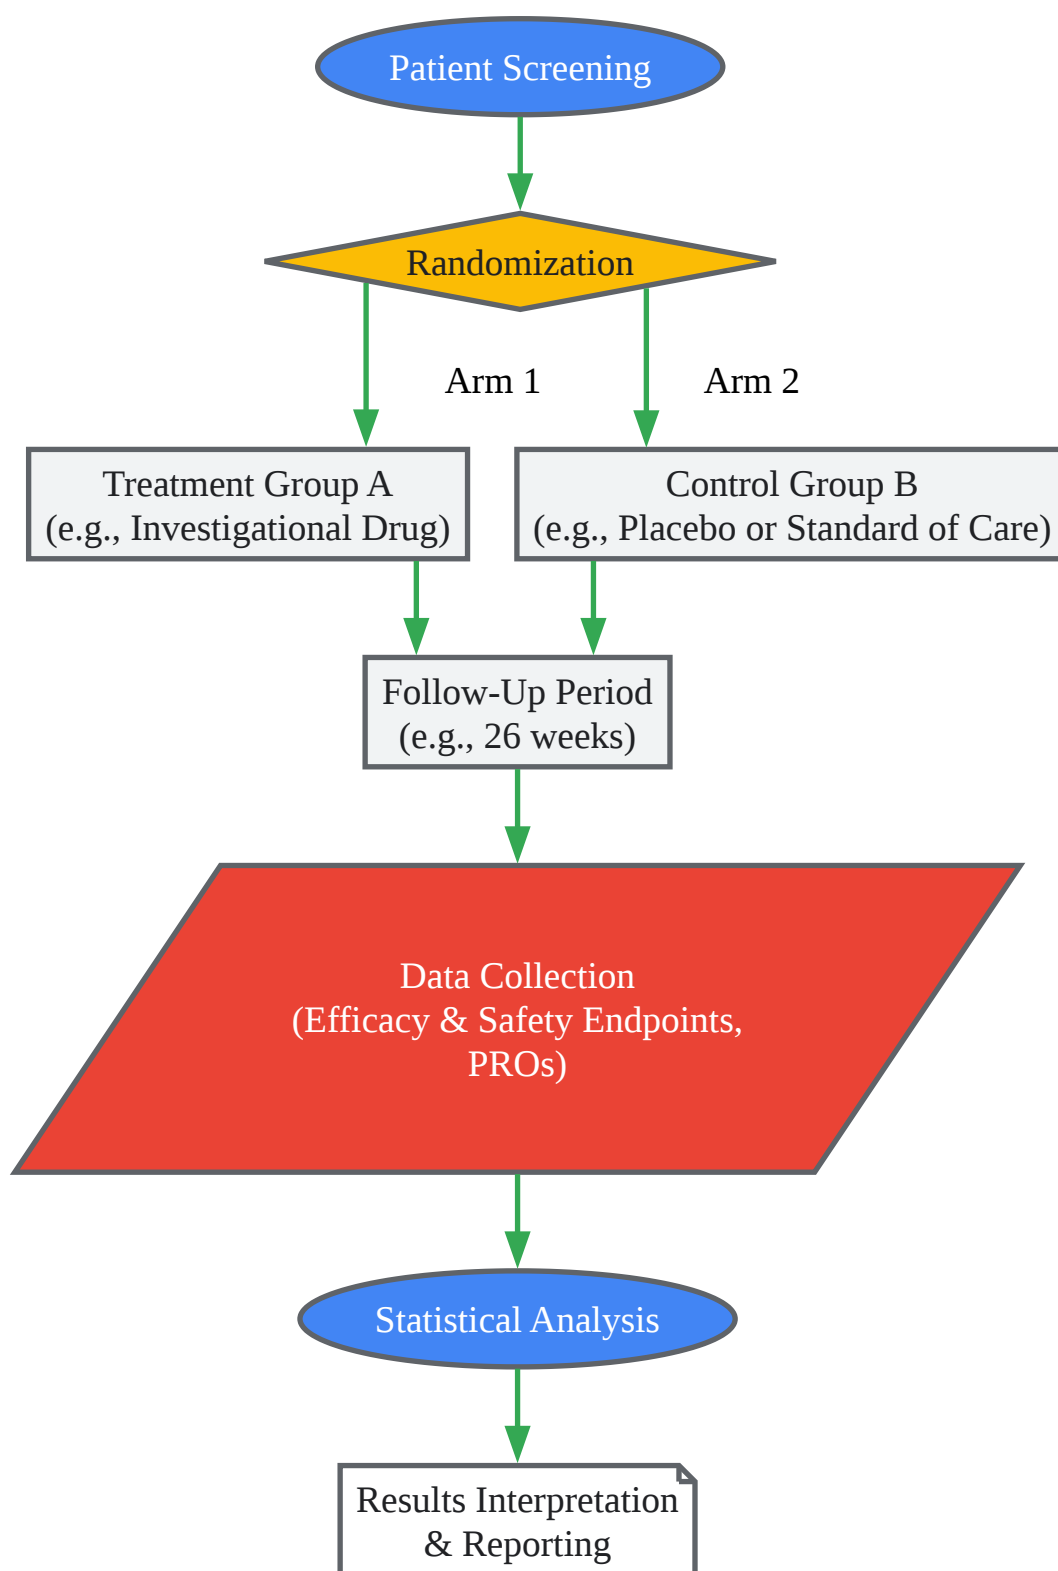 Patient Screening
Randomization
Arm 1
Arm 2
Treatment Group A
(e.g., Investigational Drug)
Control Group B
(e.g., Placebo or Standard of Care)
Follow-Up Period
(e.g., 26 weeks)
Data Collection
(Efficacy & Safety Endpoints,
PROs)
Statistical Analysis
Results Interpretation
& Reporting